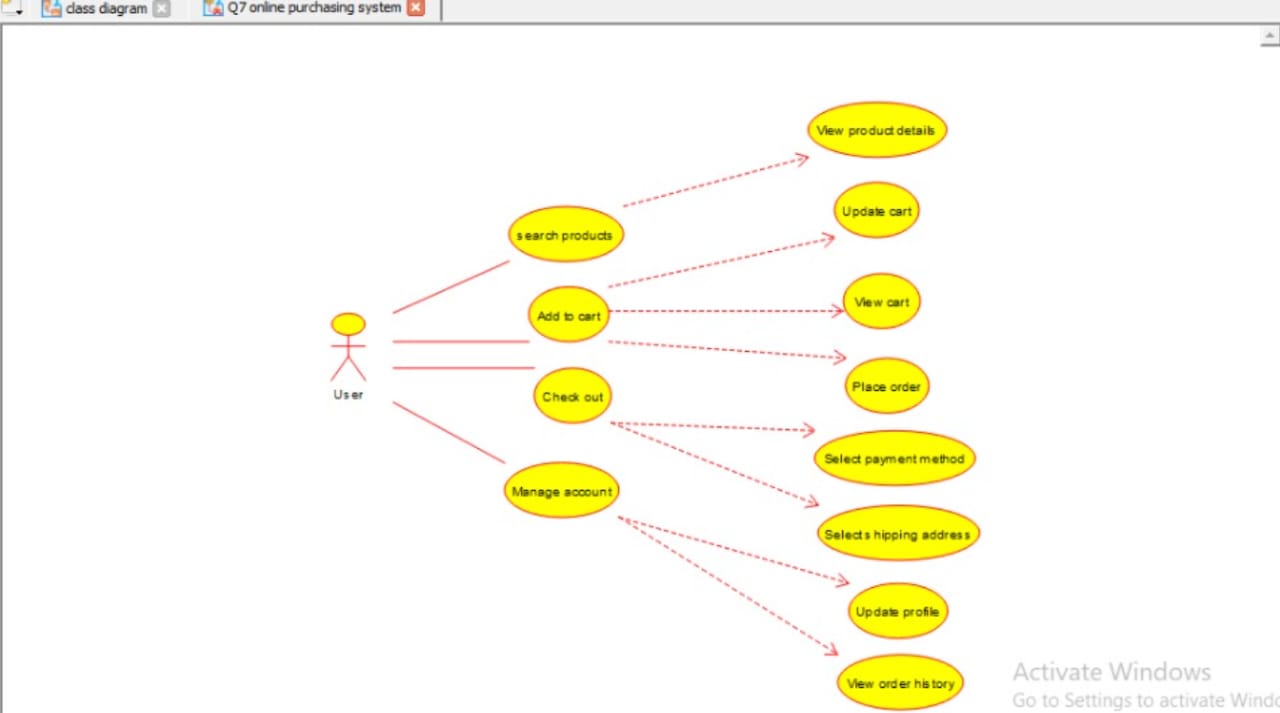 class diagram
Q7 online purchasing system
View product details
Update cart
search products
View cart
Add to cart
Place order
User
Check out
Select payment method
Manage account
Selects hipping address
Update profile
View order history
Activate Windows
Go to Settings to activate Windo